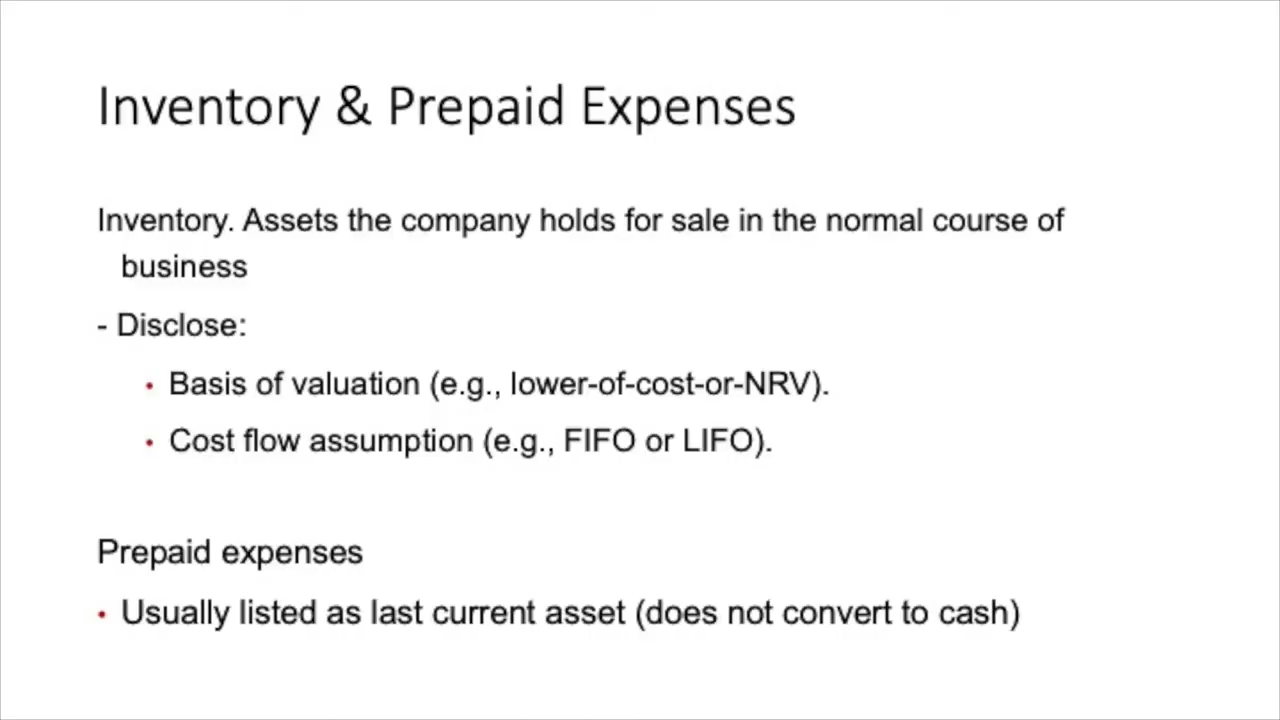 Inventory & Prepaid Expenses
Inventory. Assets the company holds for sale in the normal course of
business
- Disclose:
• Basis of valuation (e.g., lower-of-cost-or-NRV).
• Cost flow assumption (e.g., FIFO or LIFO).
Prepaid expenses
• Usually listed as last current asset (does not convert to cash)